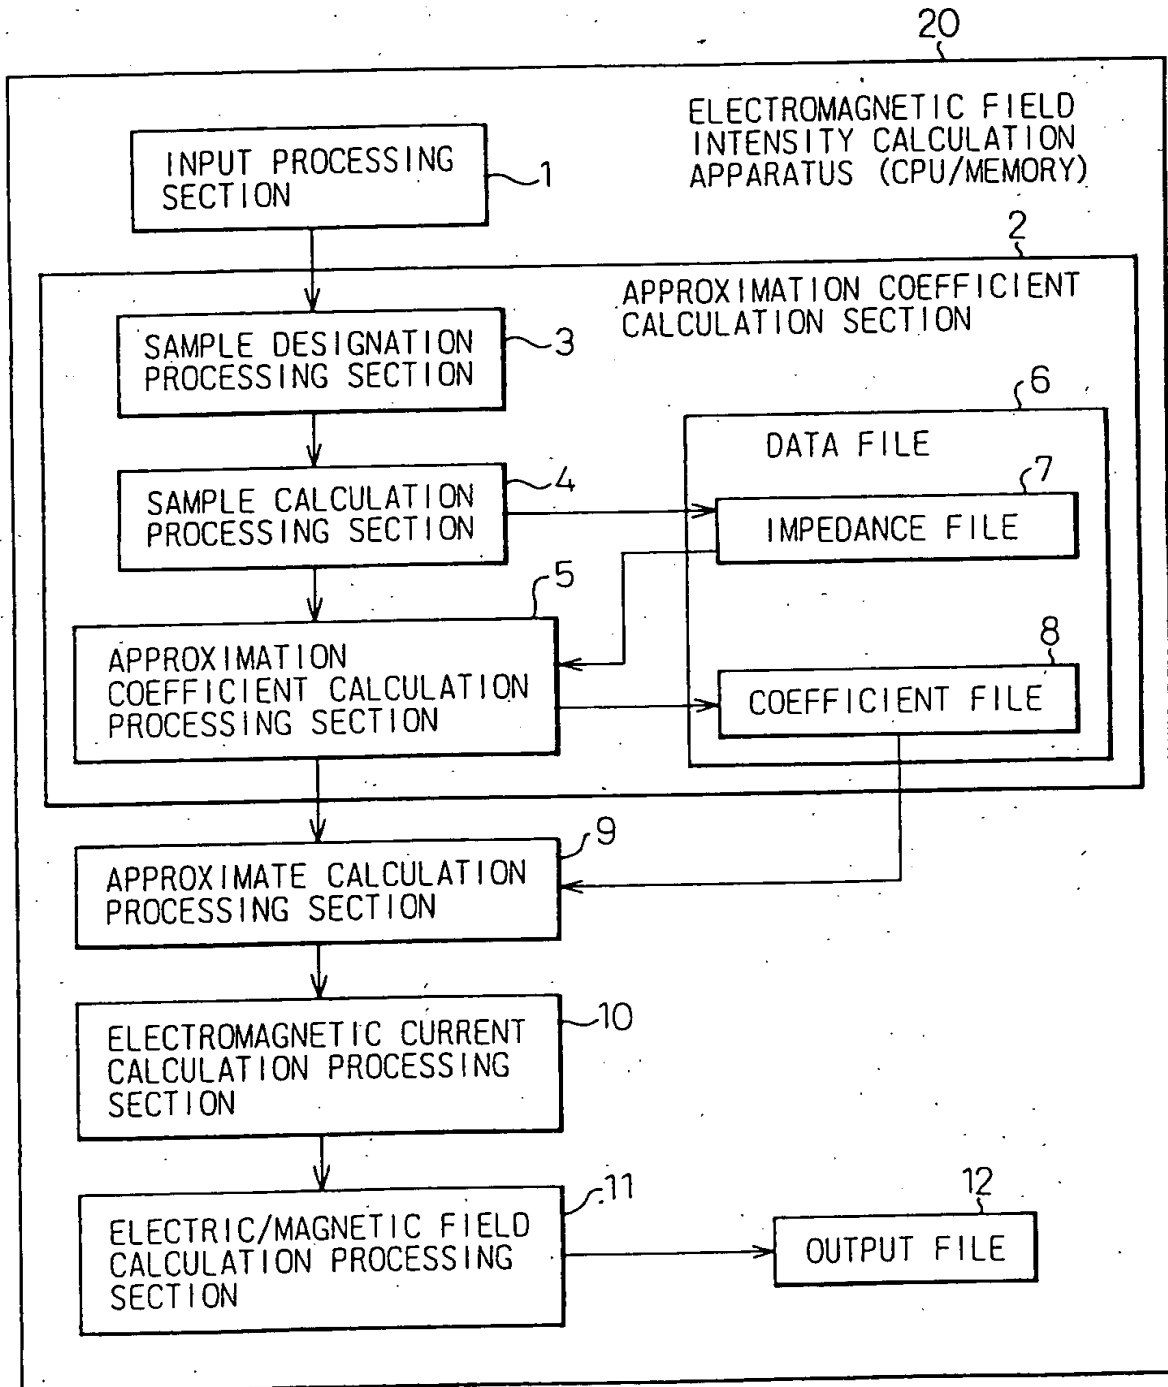 20
ELECTROMAGNETIC FIELD
INTENSITY CALCULATION
APPARATUS (CPU/MEMORY)
INPUT PROCESSING
SECTION
1
2
APPROXIMATION COEFFICIENT
CALCULATION SECTION
SAMPLE DESIGNATION
PROCESSING SECTION
3
6
DATA FILE
SAMPLE CALCULATION
PROCESSING SECTION
4
7
IMPEDANCE FILE
5
APPROXIMATION
COEFFICIENT CALCULATION
PROCESSING SECTION
8
COEFFICIENT FILE
9
APPROXIMATE CALCULATION
PROCESSING SECTION
ELECTROMAGNETIC CURRENT
CALCULATION PROCESSING
SECTION
10
ELECTRIC/MAGNETIC FIELD
CALCULATION PROCESSING
SECTION
11
12
OUTPUT FILE